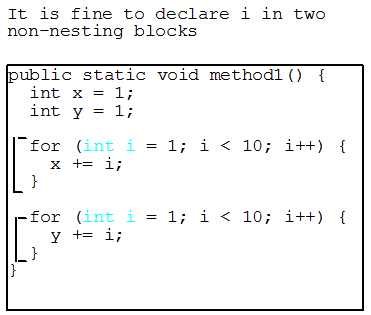 It is fine to declare i in two
non-nesting blocks
public static void method1() {
int x = 1;
int y = 1;
for (int i = 1; i < 10; i++) {
x += i;
}
for (int i = 1; i < 10; i++) {
y += i;
}
}